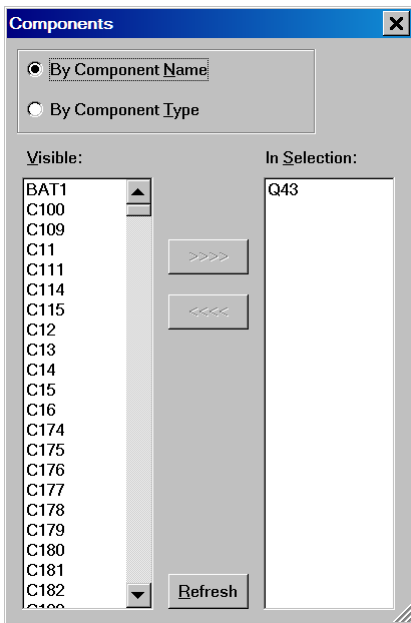 Components
By Component Name
By Component Type
Visible:
In Selection:
BAT1
C100
C109
C11
C111
C114
C115
C12
C13
C14
C15
C16
C174
C175
C176
C177
C178
C179
C180
C181
C182
>>>>
<<<<
Refresh
Q43